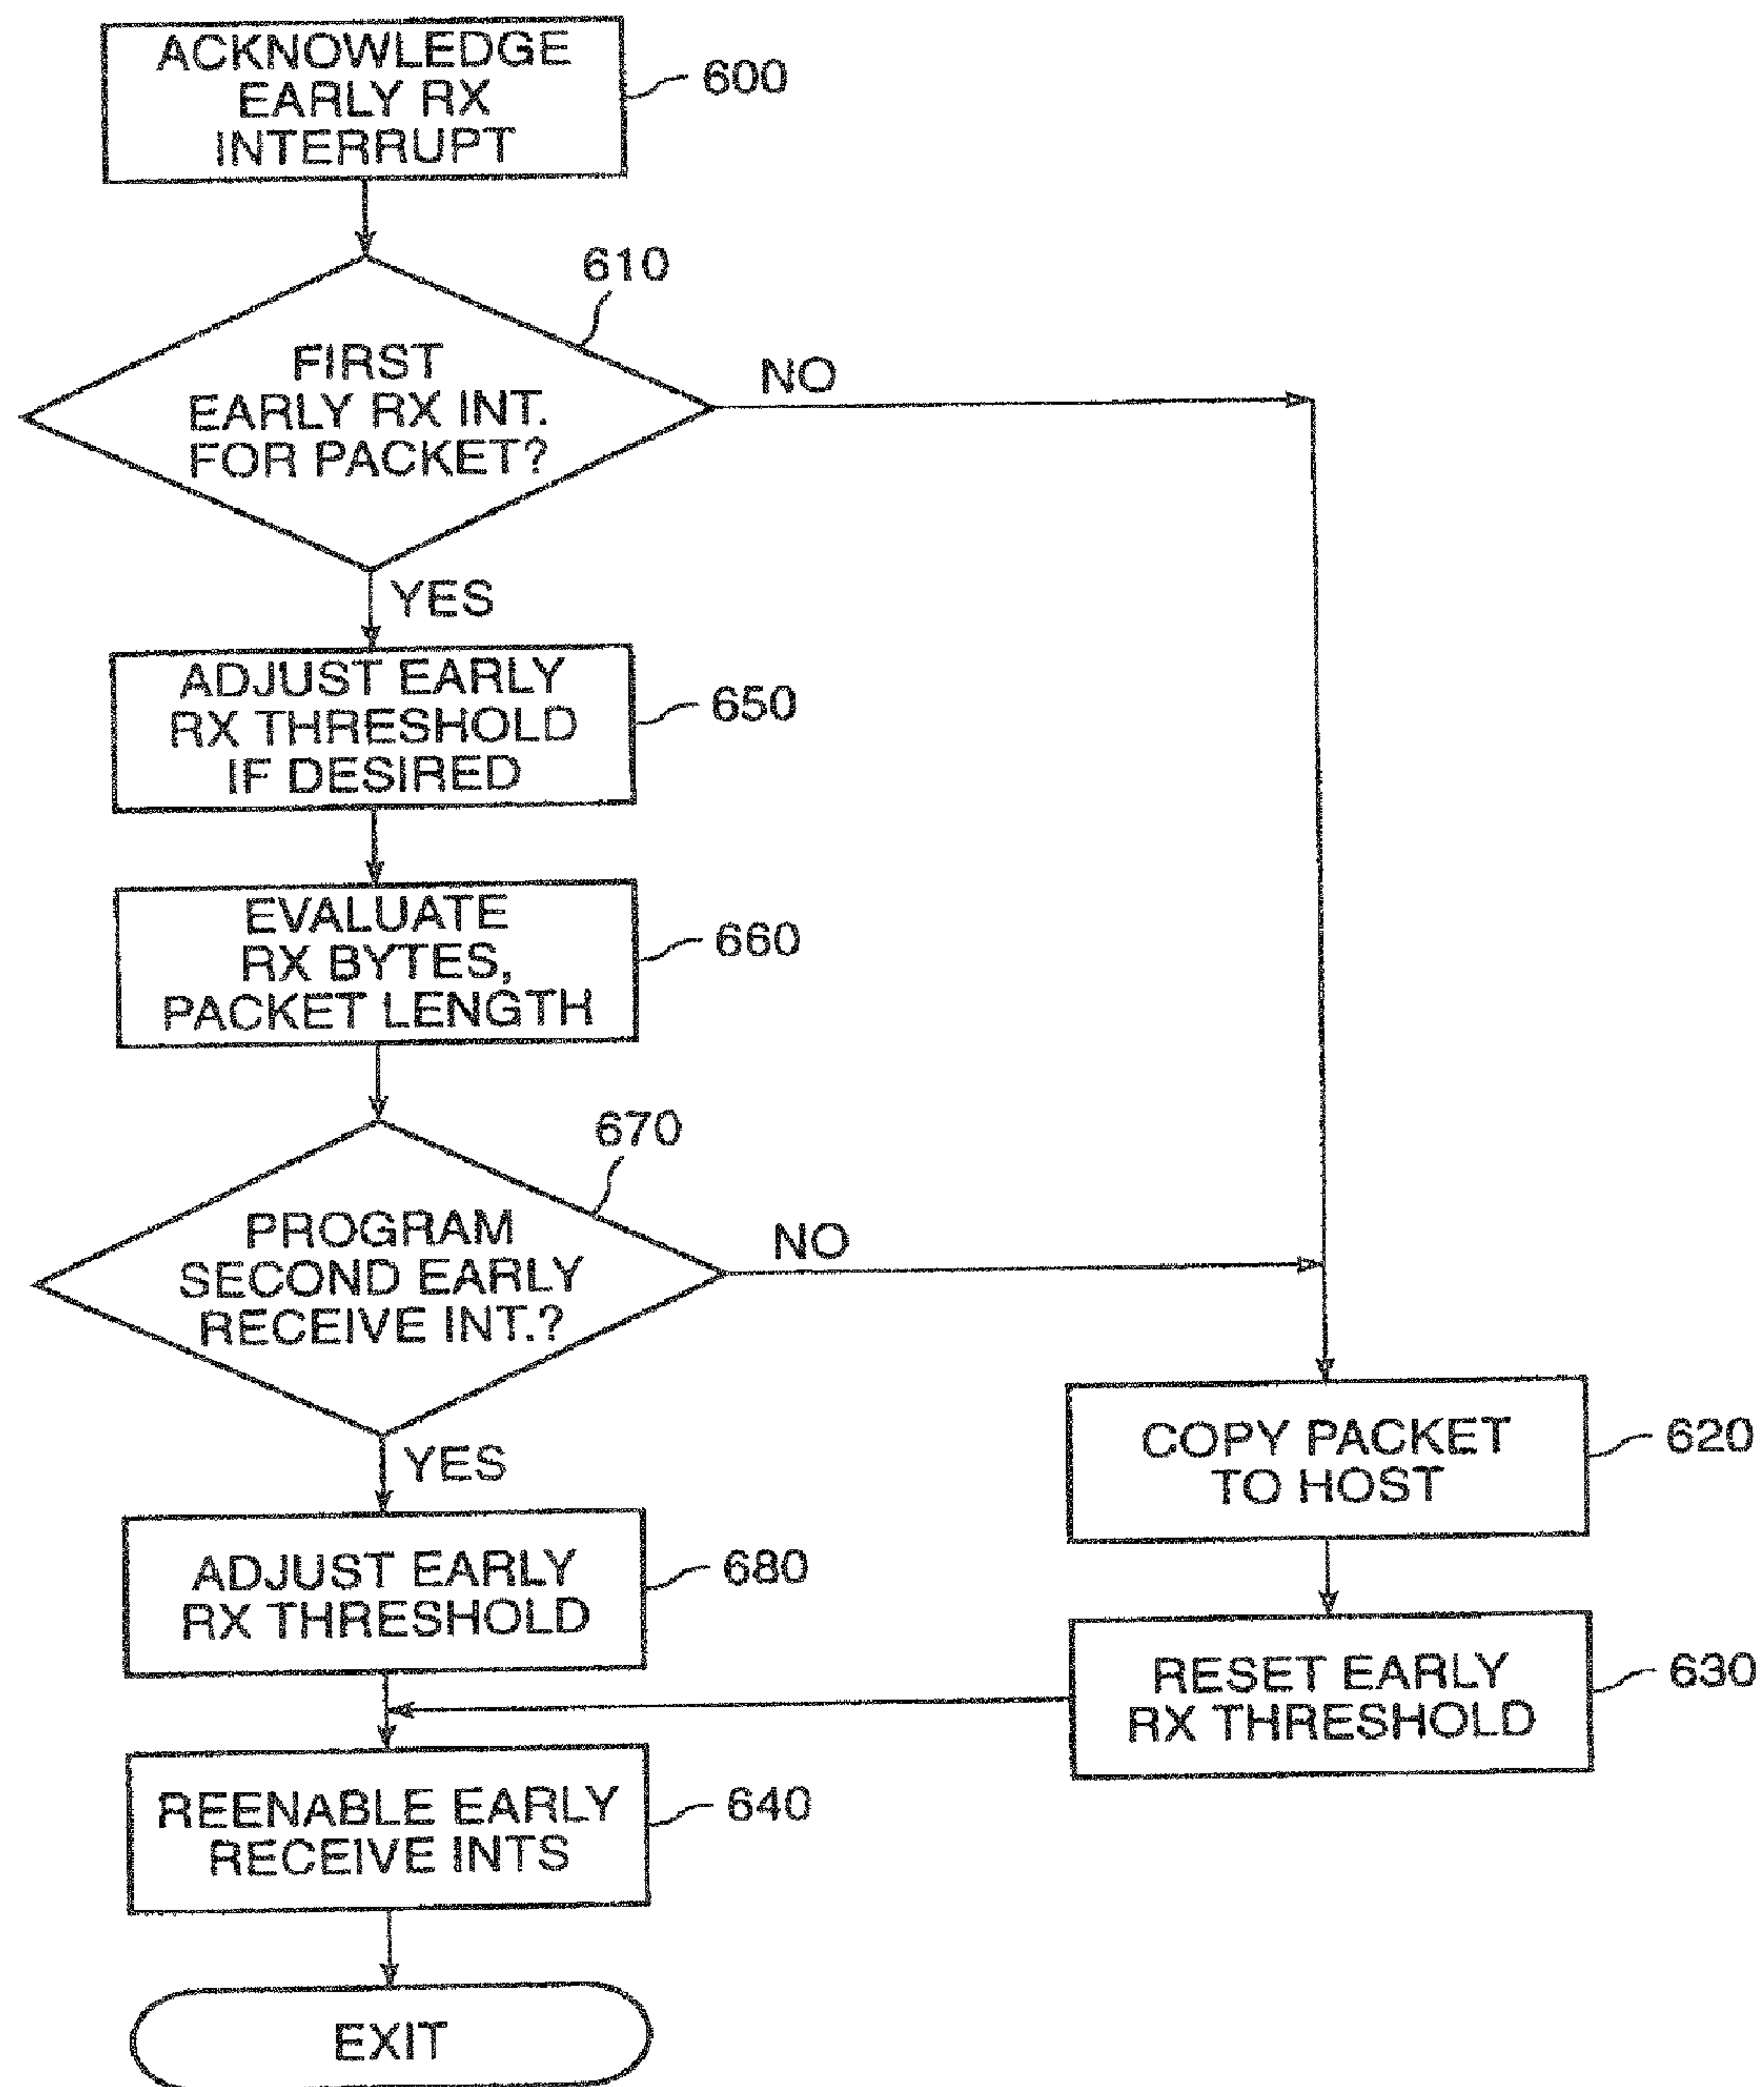 ACKNOWLEDGE
EARLY RX
INTERRUPT
600
610
FIRST
EARLY RX INT.
FOR PACKET?
NO
YES
ADJUST EARLY
RX THRESHOLD
IF DESIRED
650
EVALUATE
RX BYTES,
PACKET LENGTH
660
670
PROGRAM
SECOND EARLY
RECEIVE INT.?
NO
YES
COPY PACKET
TO HOST
620
ADJUST EARLY
RX THRESHOLD
680
RESET EARLY
RX THRESHOLD
630
REENABLE EARLY
RECEIVE INTS
640
EXIT